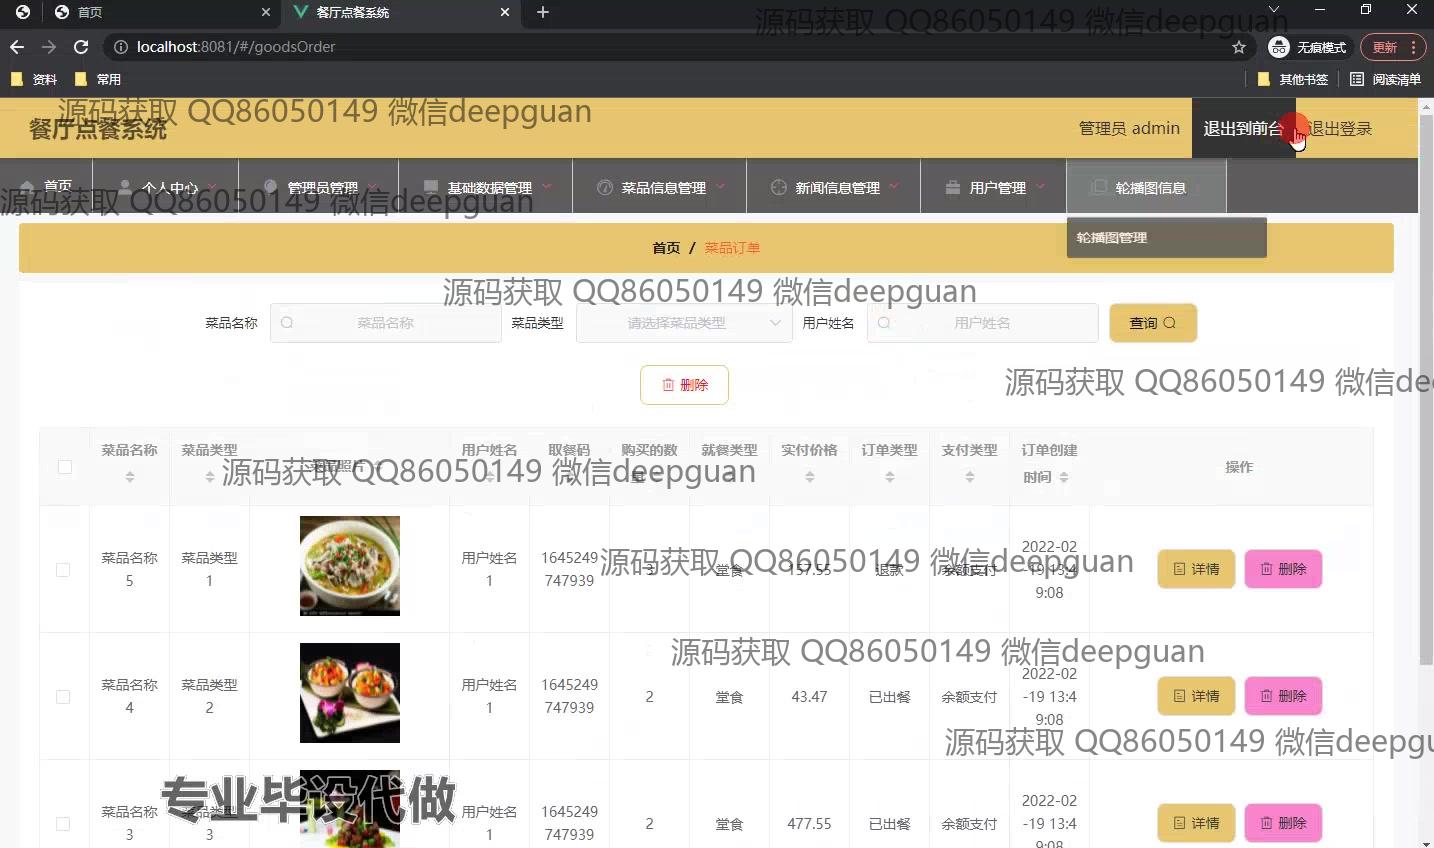 首页
餐厅点餐系统
localhost:8081/#/goodsOrder
无痕模式
更新
资料
常用
其他书签
阅读清单
源码获取 QQ86050149 微信deepguan
源码获取 QQ86050149 微信deepguan
餐厅点餐系统
管理员 admin
退出到前台
退出登录
首页
个人中心
管理员管理
基础数据管理
菜品信息管理
新闻信息管理
用户管理
轮播图信息
源码获取 QQ86050149 微信deepguan
轮播图管理
首页 / 菜品订单
源码获取 QQ86050149 微信deepguan
菜品名称
菜品名称
菜品类型
请选择菜品类型
用户姓名
用户姓名
查询
删除
源码获取 QQ86050149 微信dee
菜品名称
菜品类型
菜品照片
用户姓名
取餐码
购买的数量
就餐类型
实付价格
订单类型
支付类型
订单创建时间
操作
源码获取 QQ86050149 微信deepguan
菜品名称5
菜品类型1
用户姓名1
1645249747939
3
堂食
157.55
退款
余额支付
2022-02-19 13:49:08
详情
删除
源码获取 QQ86050149 微信deepguan
菜品名称4
菜品类型2
用户姓名1
1645249747939
2
堂食
43.47
已出餐
余额支付
2022-02-19 13:49:08
详情
删除
源码获取 QQ86050149 微信deepguan
源码获取 QQ86050149 微信deepgu
菜品名称3
菜品类型3
用户姓名1
1645249747939
2
堂食
477.55
已出餐
余额支付
2022-02-19 13:49:08
详情
删除
专业毕设代做